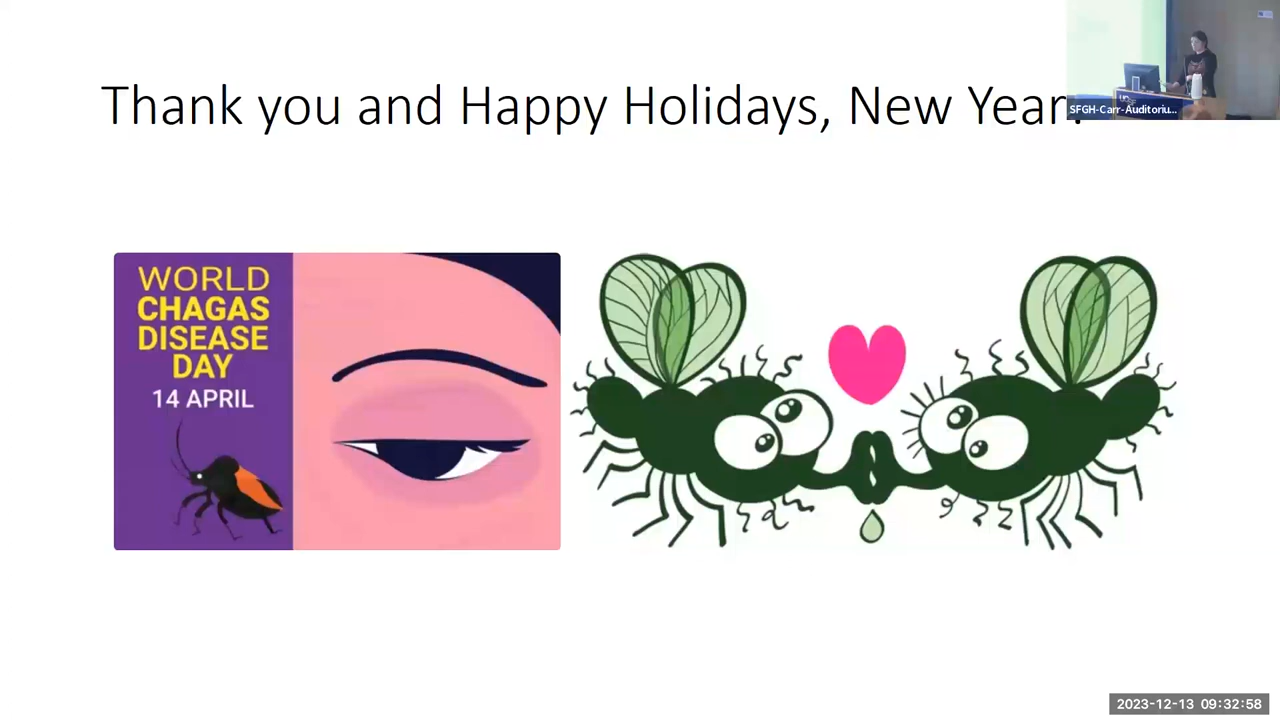 Thank you and Happy Holidays, New Year!
SFGH-Carr-Auditoriu...
WORLD
CHAGAS
DISEASE
DAY
14 APRIL
2023-12-13 09:32:58